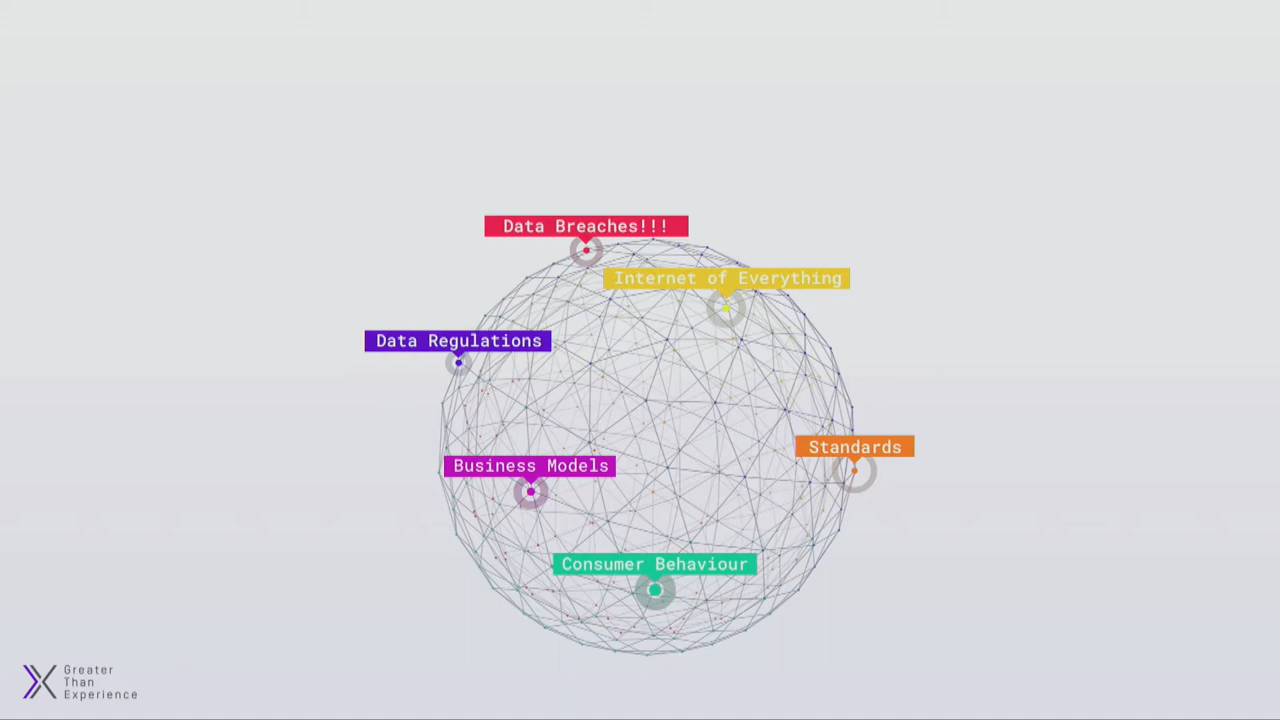 Data Breaches!!!
Internet of Everything
Data Regulations
Standards
Business Models
Consumer Behaviour
Greater
Than
Experience